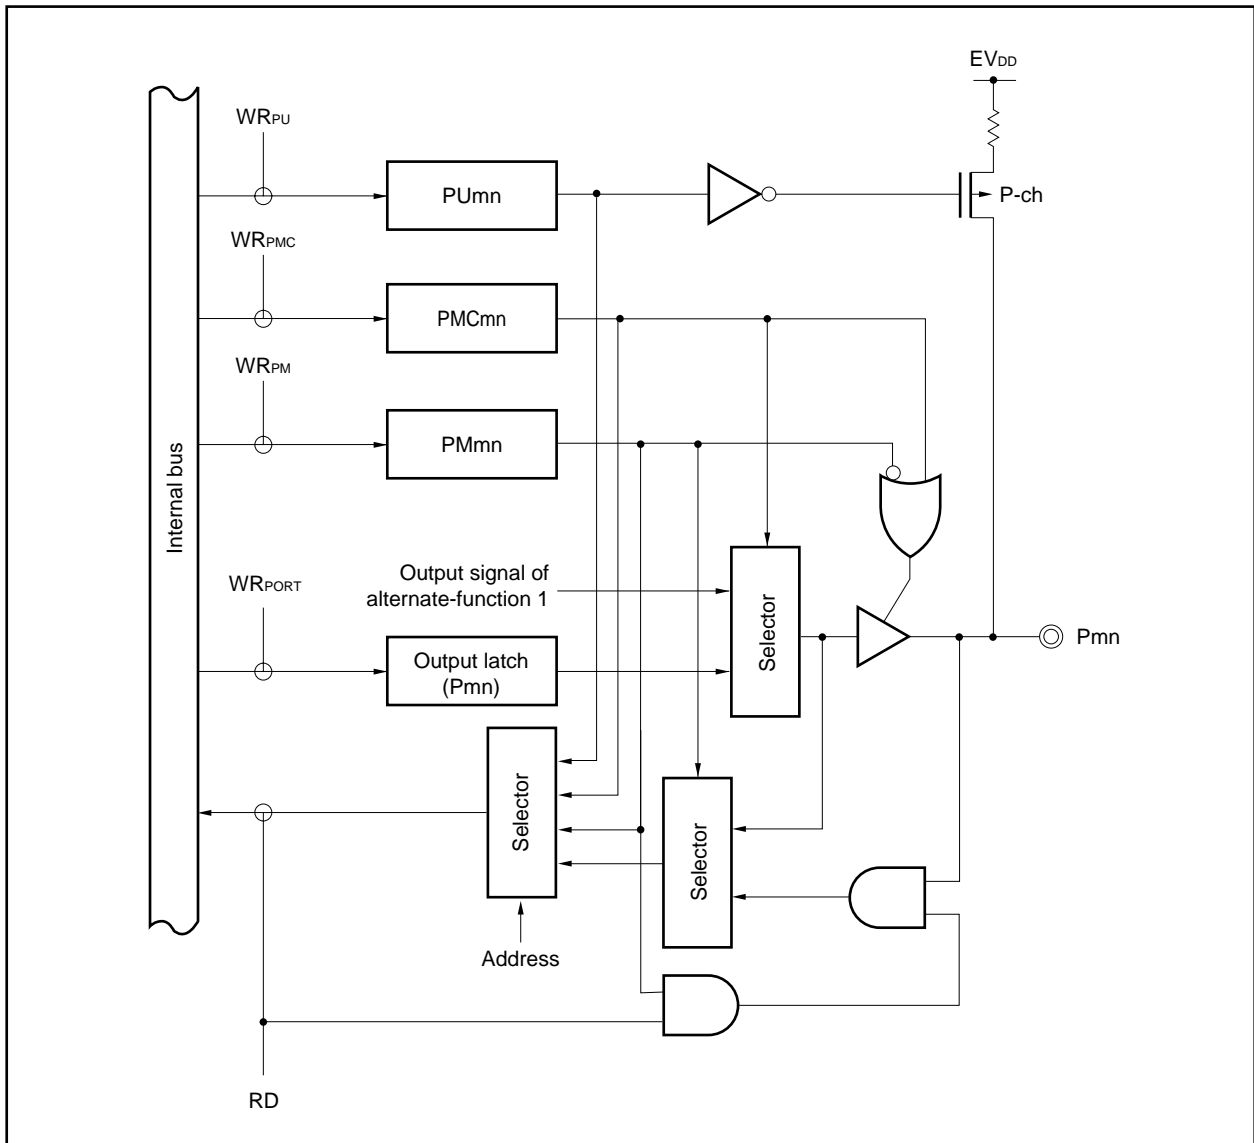 EVDD
WRPU
PUmn
P-ch
WRPMC
PMCmn
WRPM
PMmn
Internal bus
Output signal of
alternate-function 1
WRPORT
Selector
Pmn
Output latch
(Pmn)
Selector
Selector
Address
RD